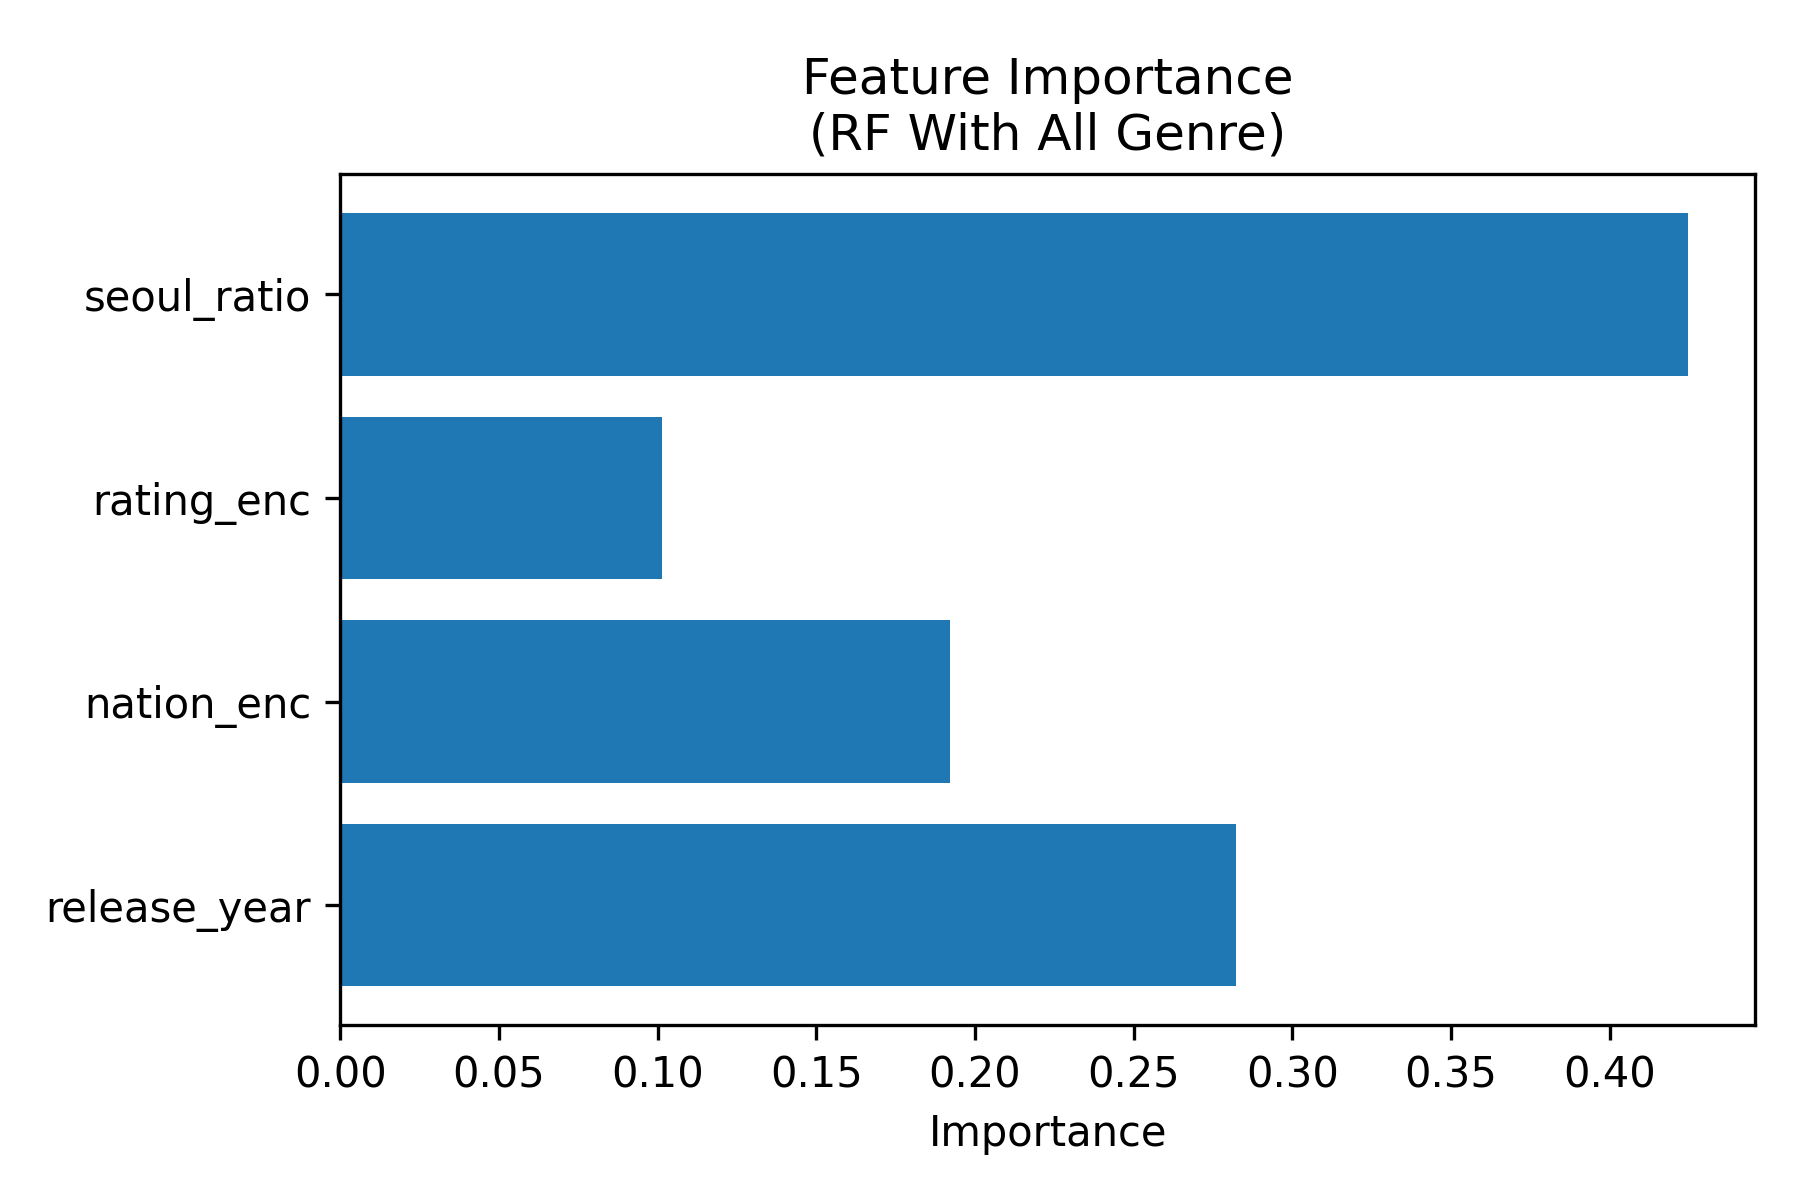 Feature Importance
(RF With All Genre)
seoul_ratio
rating_enc
nation_enc
release_year
0.00 0.05 0.10 0.15 0.20 0.25 0.30 0.35 0.40
Importance